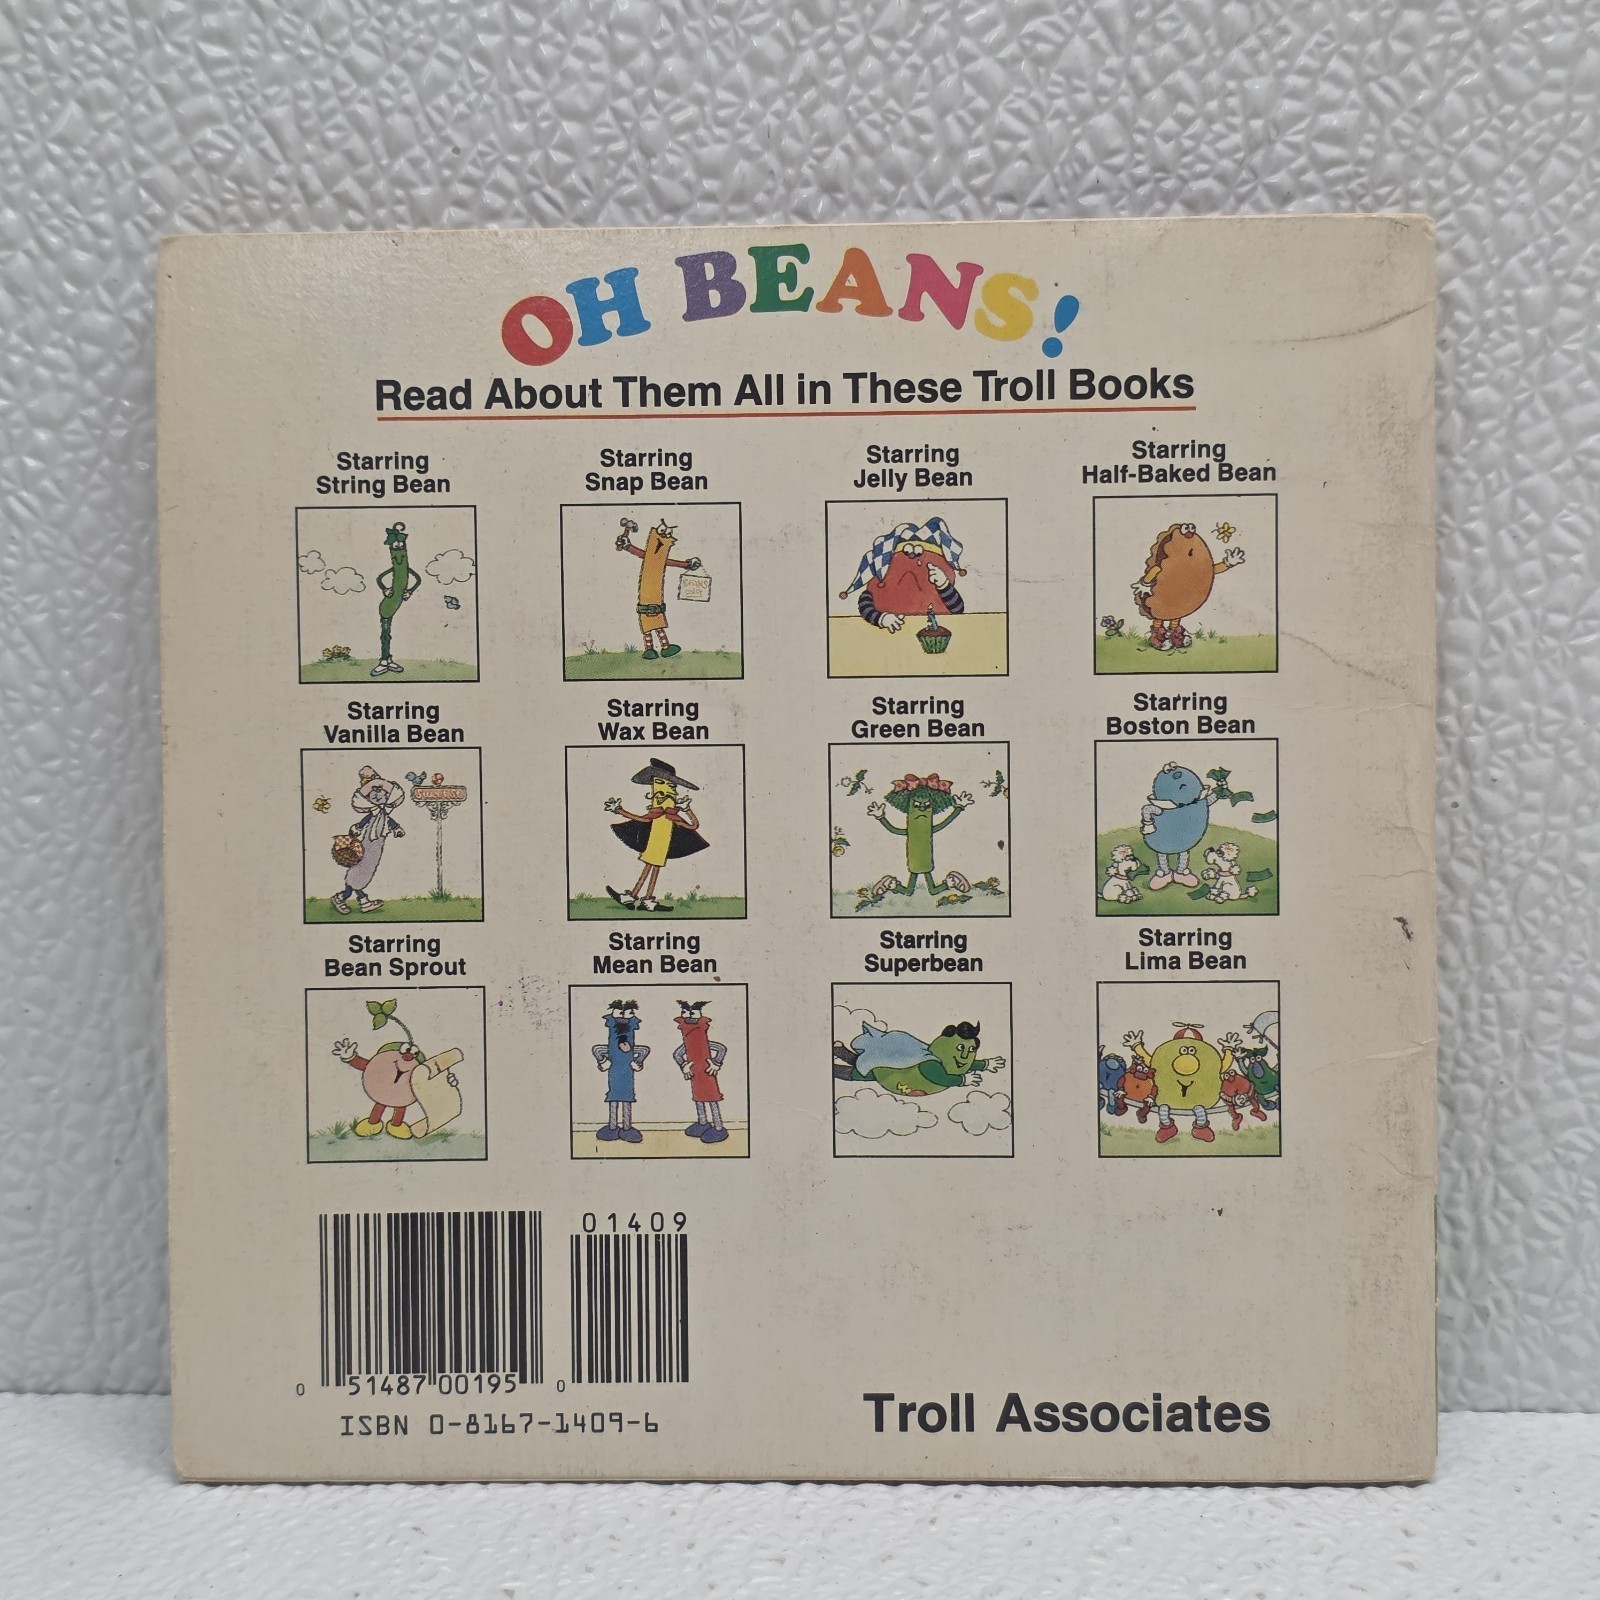 OH BEANS!
Read About Them All in These Troll Books
Starring
String Bean
Starring
Snap Bean
Starring
Jelly Bean
Starring
Half-Baked Bean
Starring
Vanilla Bean
Starring
Wax Bean
Starring
Green Bean
Starring
Boston Bean
Starring
Bean Sprout
Starring
Mean Bean
Starring
Superbean
Starring
Lima Bean
01409
0 51487 00195 0
ISBN 0-8167-1409-6
Troll Associates